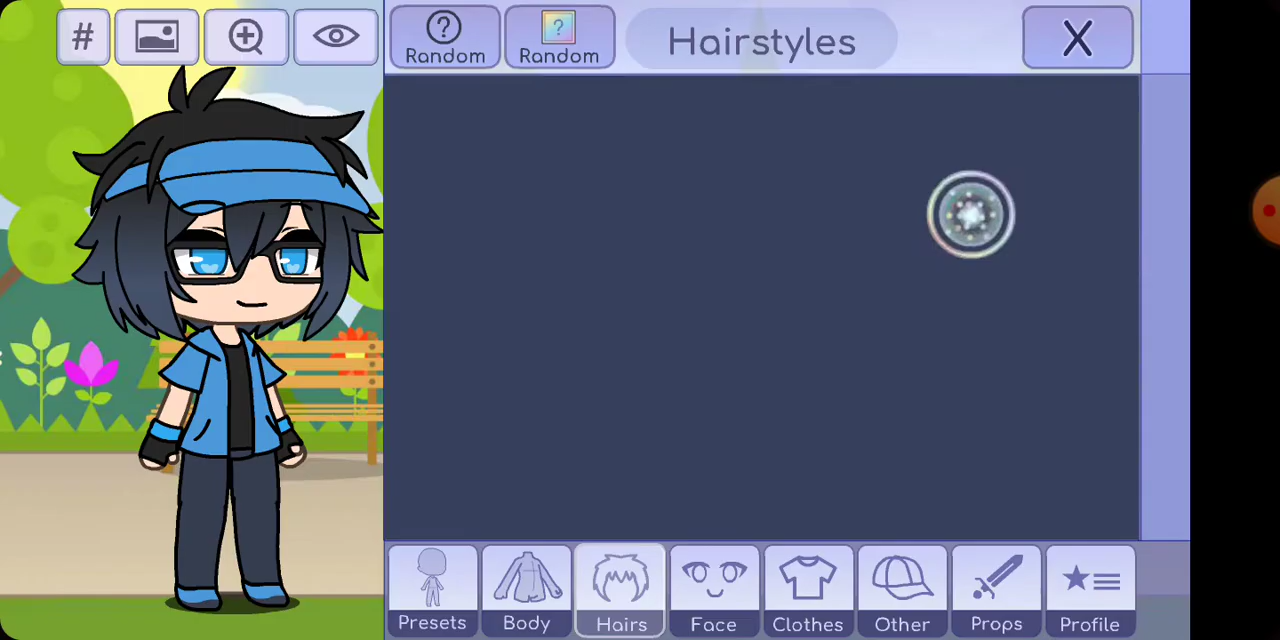 #
? Random
? Random
Hairstyles
X
Presets
Body
Hairs
Face
Clothes
Other
Props
Profile